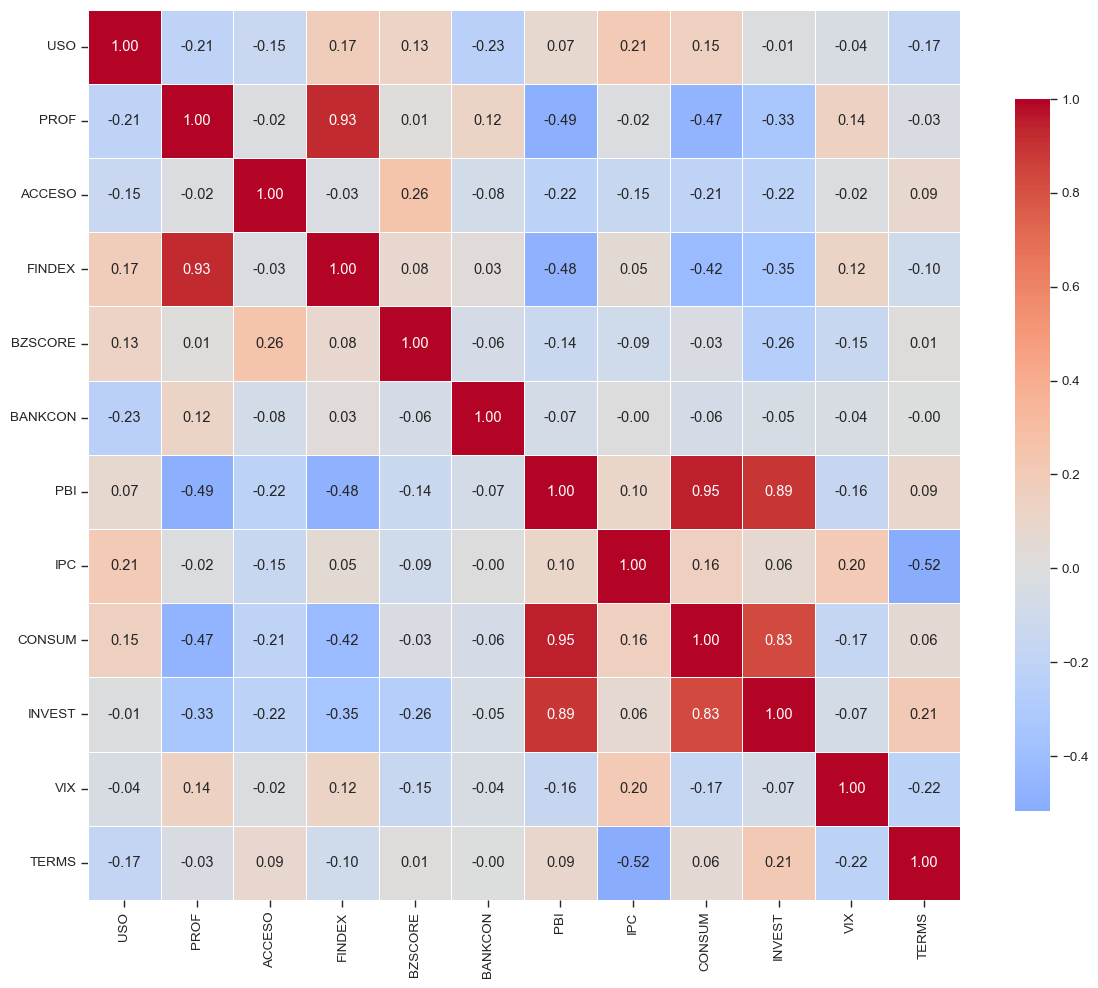 USO 1.00 -0.21 -0.15 0.17 0.13 -0.23 0.07 0.21 0.15 -0.01 -0.04 -0.17
PROF -0.21 1.00 -0.02 0.93 0.01 0.12 -0.49 -0.02 -0.47 -0.33 0.14 -0.03
ACCESO -0.15 -0.02 1.00 -0.03 0.26 -0.08 -0.22 -0.15 -0.21 -0.22 -0.02 0.09
FINDEX 0.17 0.93 -0.03 1.00 0.08 0.03 -0.48 0.05 -0.42 -0.35 0.12 -0.10
BZSCORE 0.13 0.01 0.26 0.08 1.00 -0.06 -0.14 -0.09 -0.03 -0.26 -0.15 0.01
BANKCON -0.23 0.12 -0.08 0.03 -0.06 1.00 -0.07 -0.00 -0.06 -0.05 -0.04 -0.00
PBI 0.07 -0.49 -0.22 -0.48 -0.14 -0.07 1.00 0.10 0.95 0.89 -0.16 0.09
IPC 0.21 -0.02 -0.15 0.05 -0.09 -0.00 0.10 1.00 0.16 0.06 0.20 -0.52
CONSUM 0.15 -0.47 -0.21 -0.42 -0.03 -0.06 0.95 0.16 1.00 0.83 -0.17 0.06
INVEST -0.01 -0.33 -0.22 -0.35 -0.26 -0.05 0.89 0.06 0.83 1.00 -0.07 0.21
VIX -0.04 0.14 -0.02 0.12 -0.15 -0.04 -0.16 0.20 -0.17 -0.07 1.00 -0.22
TERMS -0.17 -0.03 0.09 -0.10 0.01 -0.00 0.09 -0.52 0.06 0.21 -0.22 1.00
USO PROF ACCESO FINDEX BZSCORE BANKCON PBI IPC CONSUM INVEST VIX TERMS
1.0
0.8
0.6
0.4
0.2
0.0
-0.2
-0.4